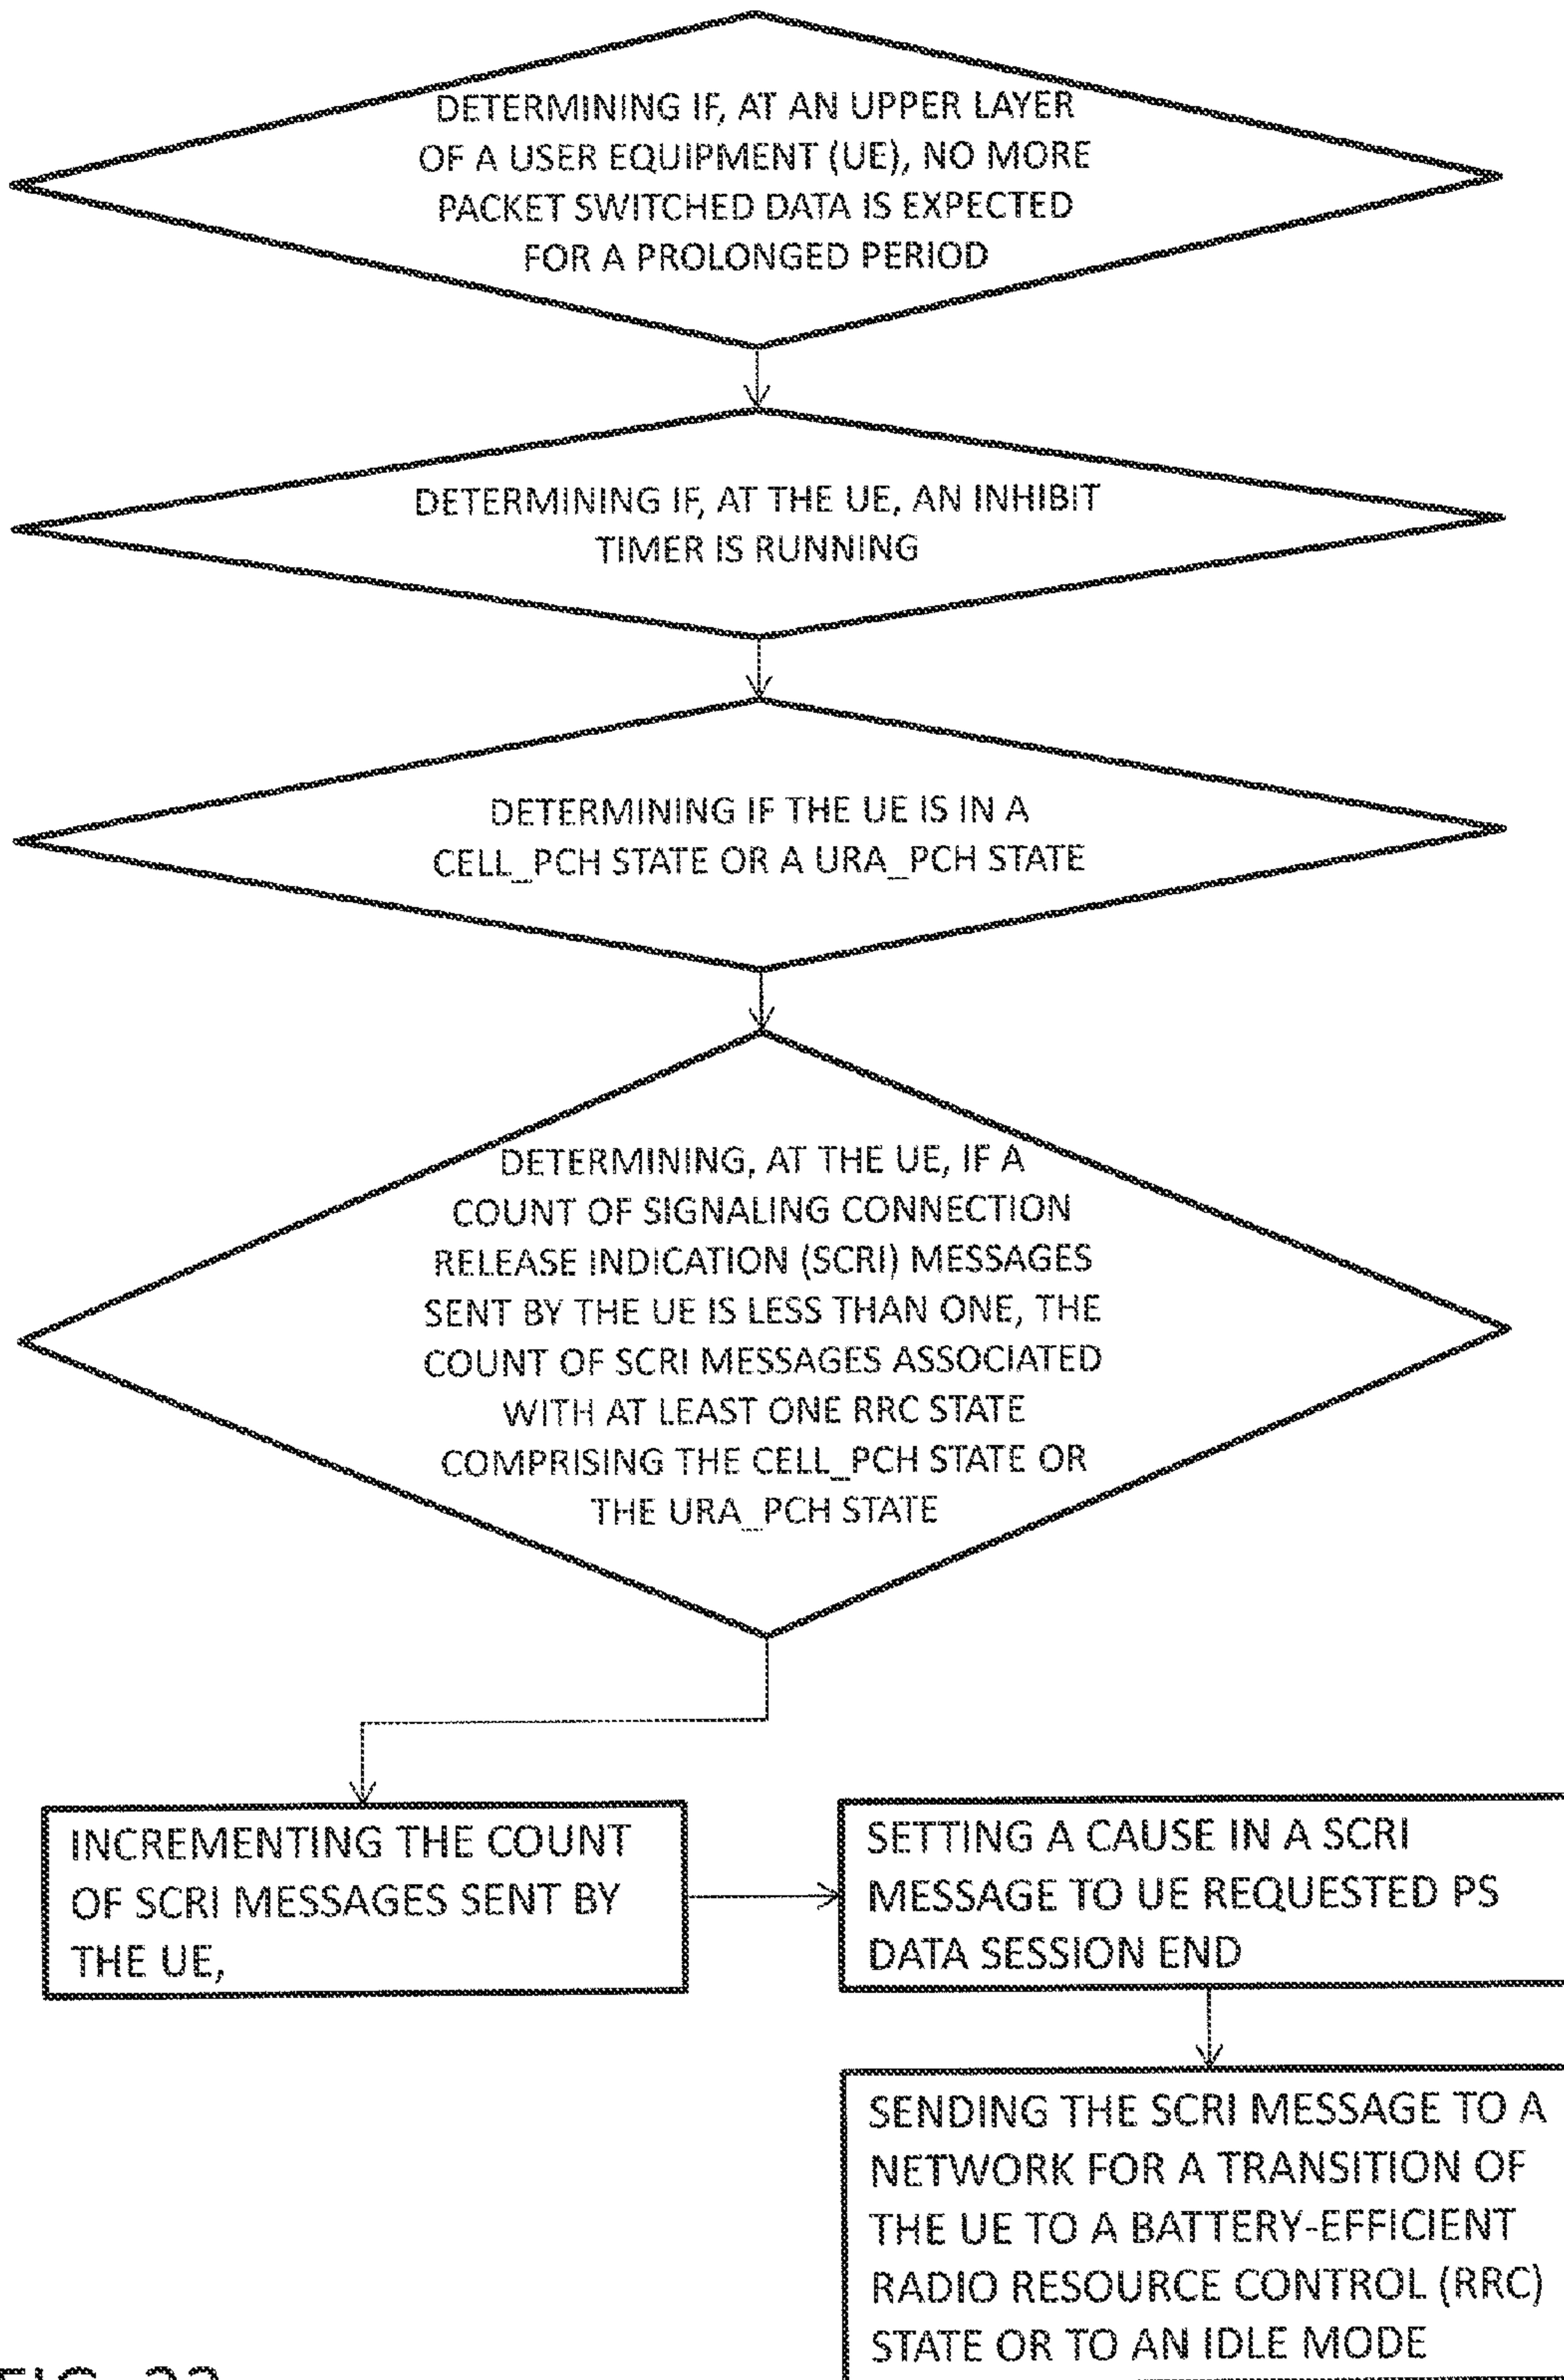 DETERMINING IF, AT AN UPPER LAYER
OF A USER EQUIPMENT (UE), NO MORE
PACKET SWITCHED DATA IS EXPECTED
FOR A PROLONGED PERIOD
DETERMINING IF, AT THE UE, AN INHIBIT
TIMER IS RUNNING
DETERMINING IF THE UE IS IN A
CELL_PCH STATE OR A URA_PCH STATE
DETERMINING, AT THE UE, IF A
COUNT OF SIGNALING CONNECTION
RELEASE INDICATION (SCRI) MESSAGES
SENT BY THE UE IS LESS THAN ONE, THE
COUNT OF SCRI MESSAGES ASSOCIATED
WITH AT LEAST ONE RRC STATE
COMPRISING THE CELL_PCH STATE OR
THE URA_PCH STATE
INCREMENTING THE COUNT
OF SCRI MESSAGES SENT BY
THE UE,
SETTING A CAUSE IN A SCRI
MESSAGE TO UE REQUESTED PS
DATA SESSION END
SENDING THE SCRI MESSAGE TO A
NETWORK FOR A TRANSITION OF
THE UE TO A BATTERY-EFFICIENT
RADIO RESOURCE CONTROL (RRC)
STATE OR TO AN IDLE MODE